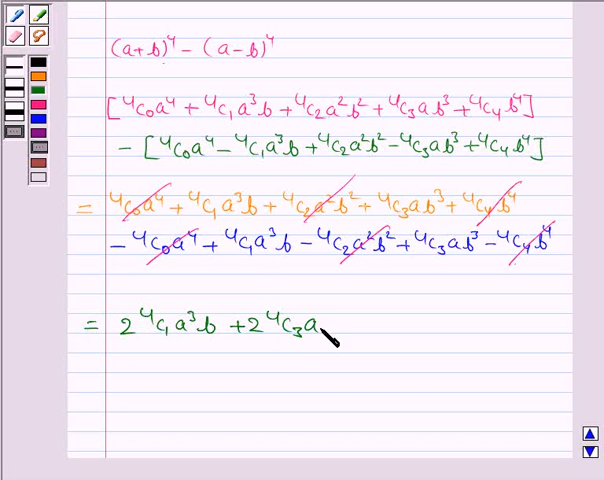 (a+b)⁴ − (a−b)⁴
[⁴C₀a⁴ + ⁴C₁a³b + ⁴C₂a²b² + ⁴C₃ab³ + ⁴C₄b⁴]
− [⁴C₀a⁴ − ⁴C₁a³b + ⁴C₂a²b² − ⁴C₃ab³ + ⁴C₄b⁴]
= ⁴C₀a⁴ + ⁴C₁a³b + ⁴C₂a²b² + ⁴C₃ab³ + ⁴C₄b⁴
− ⁴C₀a⁴ + ⁴C₁a³b − ⁴C₂a²b² + ⁴C₃ab³ − ⁴C₄b⁴
= 2 ⁴C₁a³b + 2 ⁴C₃a